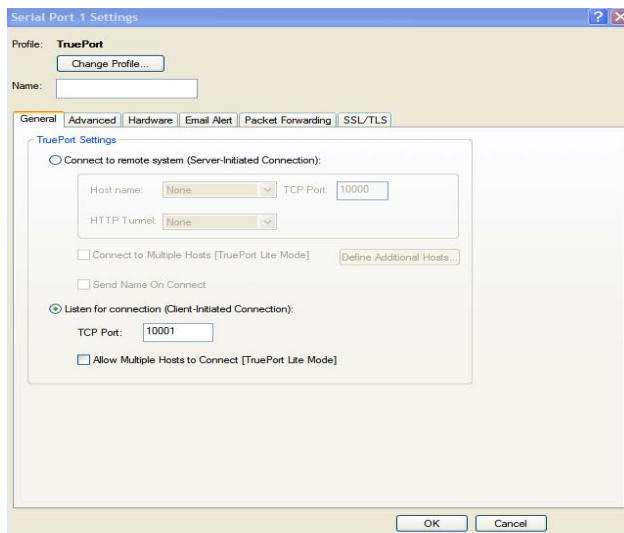 Serial Port 1 Settings
Profile: TruePort
Change Profile...
Name:
General Advanced Hardware Email Alert Packet Forwarding SSL/TLS
TruePort Settings
Connect to remote system (Server-Initiated Connection):
Host name: None TCP Port: 10000
HTTP Tunnel: None
Connect to Multiple Hosts [TruePort Lite Mode] Define Additional Hosts...
Send Name On Connect
Listen for connection (Client-Initiated Connection):
TCP Port: 10001
Allow Multiple Hosts to Connect [TruePort Lite Mode]
OK Cancel